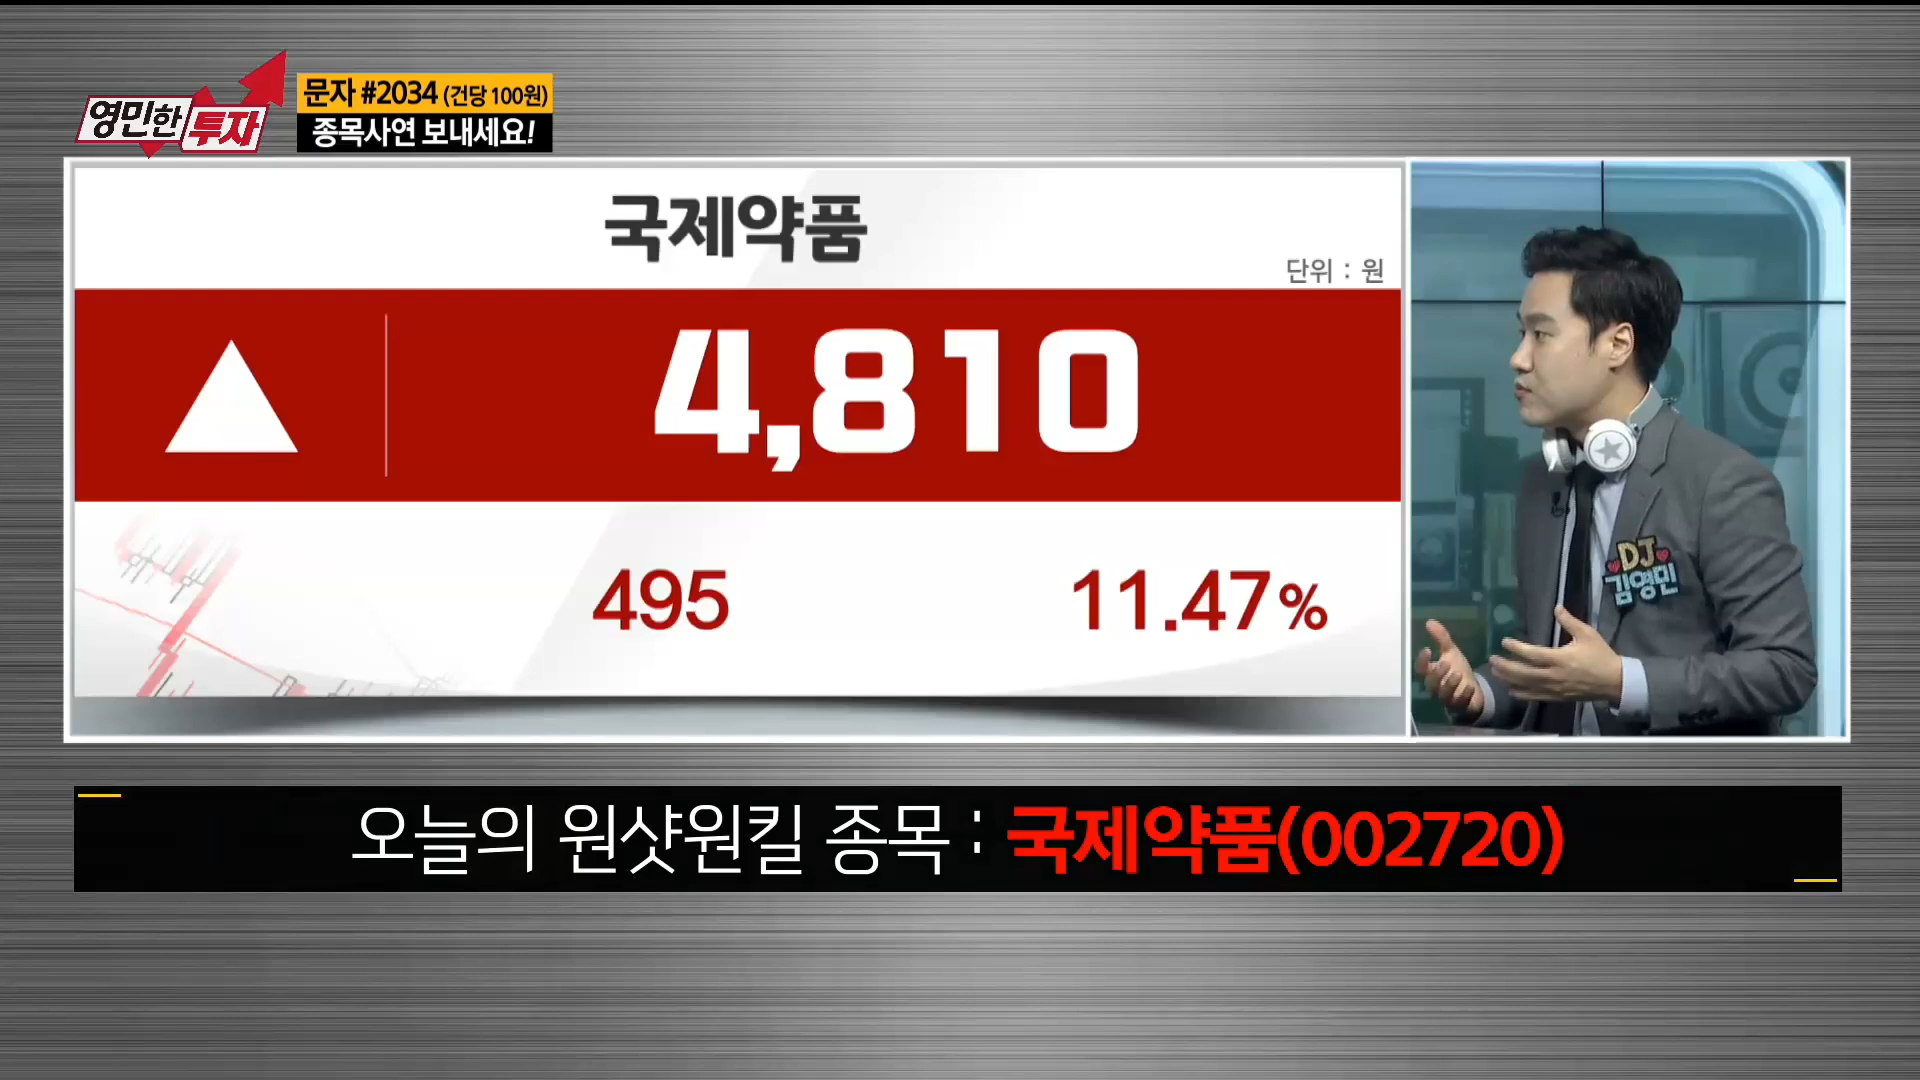 영민한 투자
문자 #2034 (건당 100원)
종목사연 보내세요!
국제약품
단위 : 원
▲ 4,810
495 11.47%
DJ
김영민
오늘의 원샷원킬 종목 : 국제약품(002720)